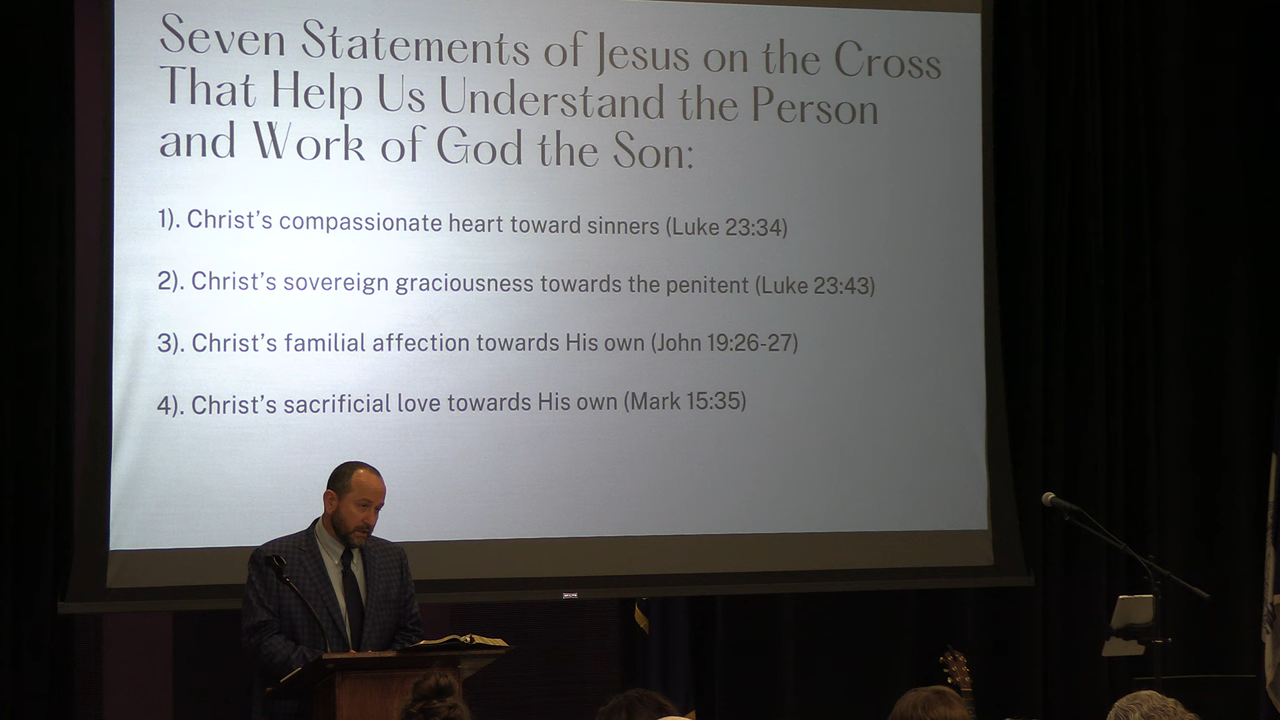 Seven Statements of Jesus on the Cross
That Help Us Understand the Person
and Work of God the Son:
1). Christ's compassionate heart toward sinners (Luke 23:34)
2). Christ's sovereign graciousness towards the penitent (Luke 23:43)
3). Christ's familial affection towards His own (John 19:26-27)
4). Christ's sacrificial love towards His own (Mark 15:35)